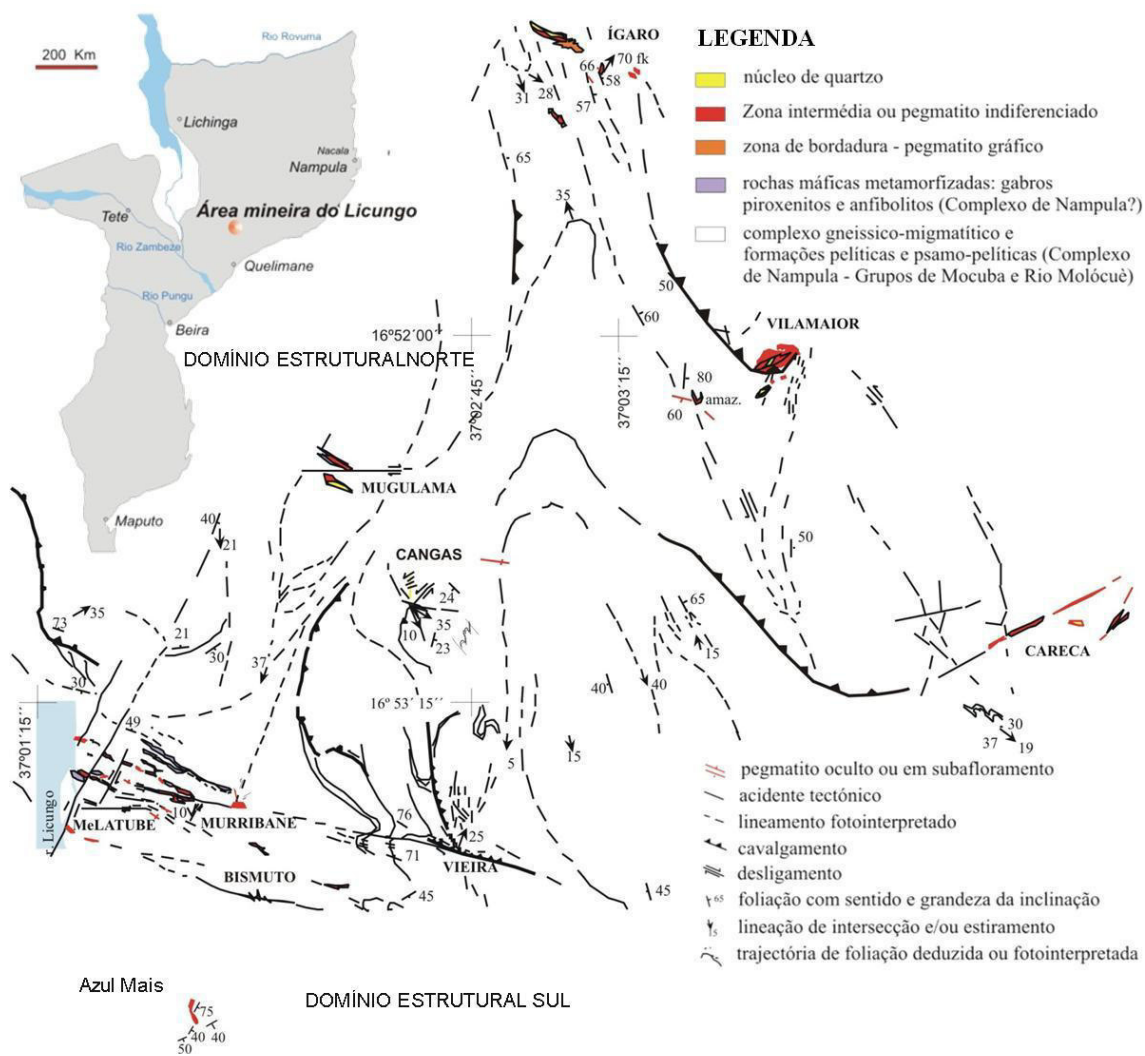 200 Km
Rio Rovuma
Lichinga
Nacala
Nampula
Tete
Área mineira do Licungo
Rio Zambeze
Quelimane
Rio Pungu
Beira
Maputo
DOMÍNIO ESTRUTURALNORTE
ÍGARO
66
70 fk
58
57
31
28
65
35
16º52´00´´
37º02´45´´
37º03´15´´
50
60
VILAMAIOR
80
amaz.
60
MUGULAMA
CANGAS
40
21
24
35
10
23
50
65
15
73
35
21
30
30
37
40
40
CARECA
16º 53´15´´
37º01´15´´
49
30
37
19
5
15
Licungo
MeLATUBE
10
MURRIBANE
76
71
25
VIEIRA
BISMUTO
45
45
Azul Mais
75
40
40
50
DOMÍNIO ESTRUTURAL SUL
LEGENDA
núcleo de quartzo
Zona intermédia ou pegmatito indiferenciado
zona de bordadura - pegmatito gráfico
rochas máficas metamorfizadas: gabros
piroxenitos e anfibolitos (Complexo de Nampula?)
complexo gneissico-migmatítico e
formações pelíticas e psamo-pelíticas (Complexo
de Nampula - Grupos de Mocuba e Rio Molócuè)
pegmatito oculto ou em subafloramento
acidente tectónico
lineamento fotointerpretado
cavalgamento
desligamento
65 foliação com sentido e grandeza da inclinação
15 lineação de intersecção e/ou estiramento
trajectória de foliação deduzida ou fotointerpretada